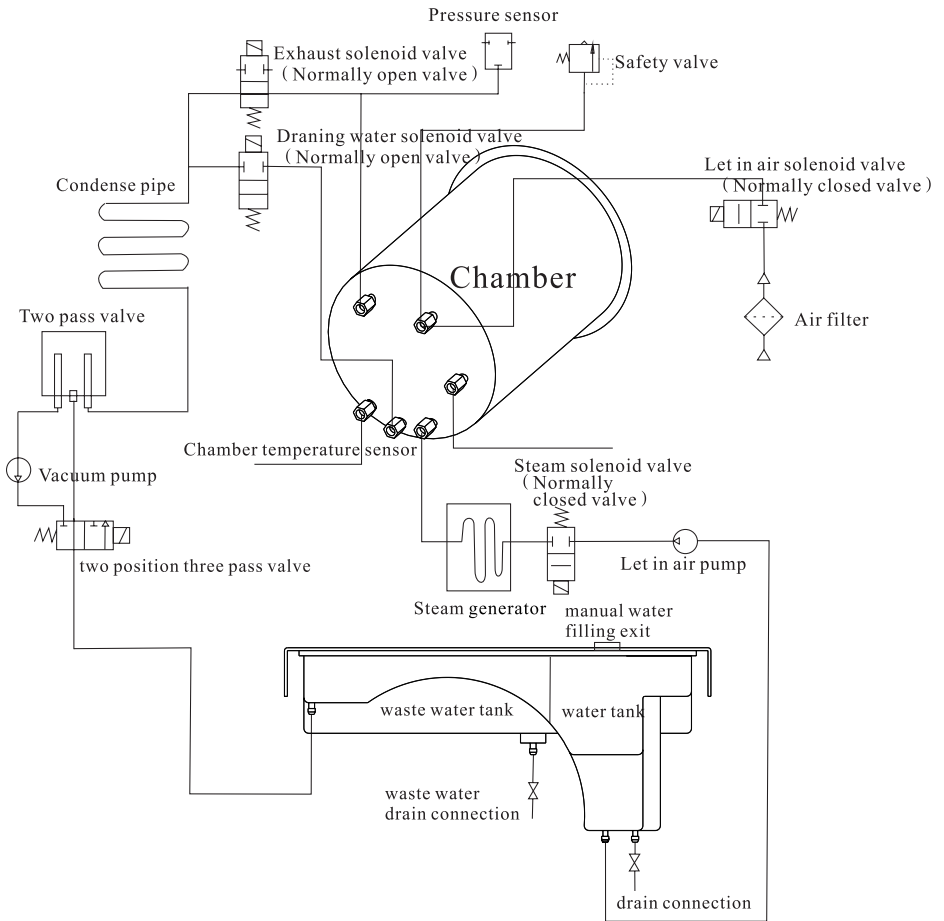 Pressure sensor
Exhaust solenoid valve
(Normally open valve)
Safety valve
Draning water solenoid valve
(Normally open valve)
Let in air solenoid valve
(Normally closed valve)
Condense pipe
Chamber
Two pass valve
Air filter
Chamber temperature sensor
Vacuum pump
Steam solenoid valve
(Normally
closed valve)
two position three pass valve
Let in air pump
Steam generator
manual water
filling exit
waste water tank
water tank
waste water
drain connection
drain connection